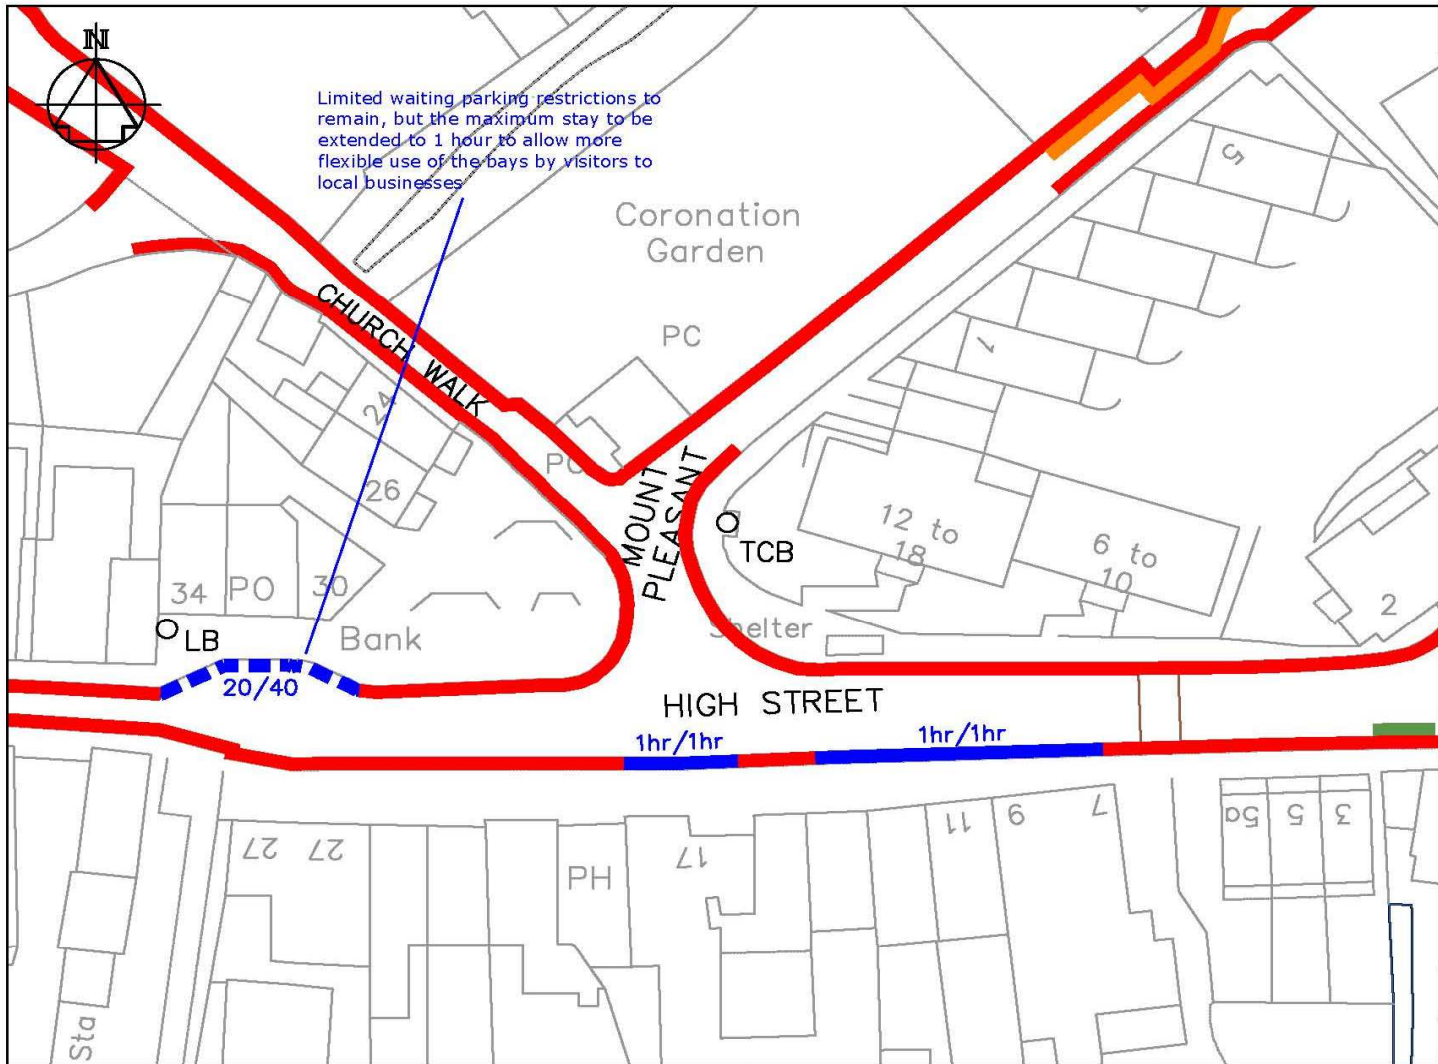 N
Limited waiting parking restrictions to
remain, but the maximum stay to be
extended to 1 hour to allow more
flexible use of the bays by visitors to
local businesses
Coronation
Garden
PC
5
1
CHURCH WALK
24
26
PC
MOUNT
PLEASANT
TCB
12 to
18
6 to
10
2
34
PO
30
LB
Bank
Shelter
20/40
HIGH STREET
1hr/1hr
1hr/1hr
27
27
PH
17
11
9
7
5a
5
3
Sta